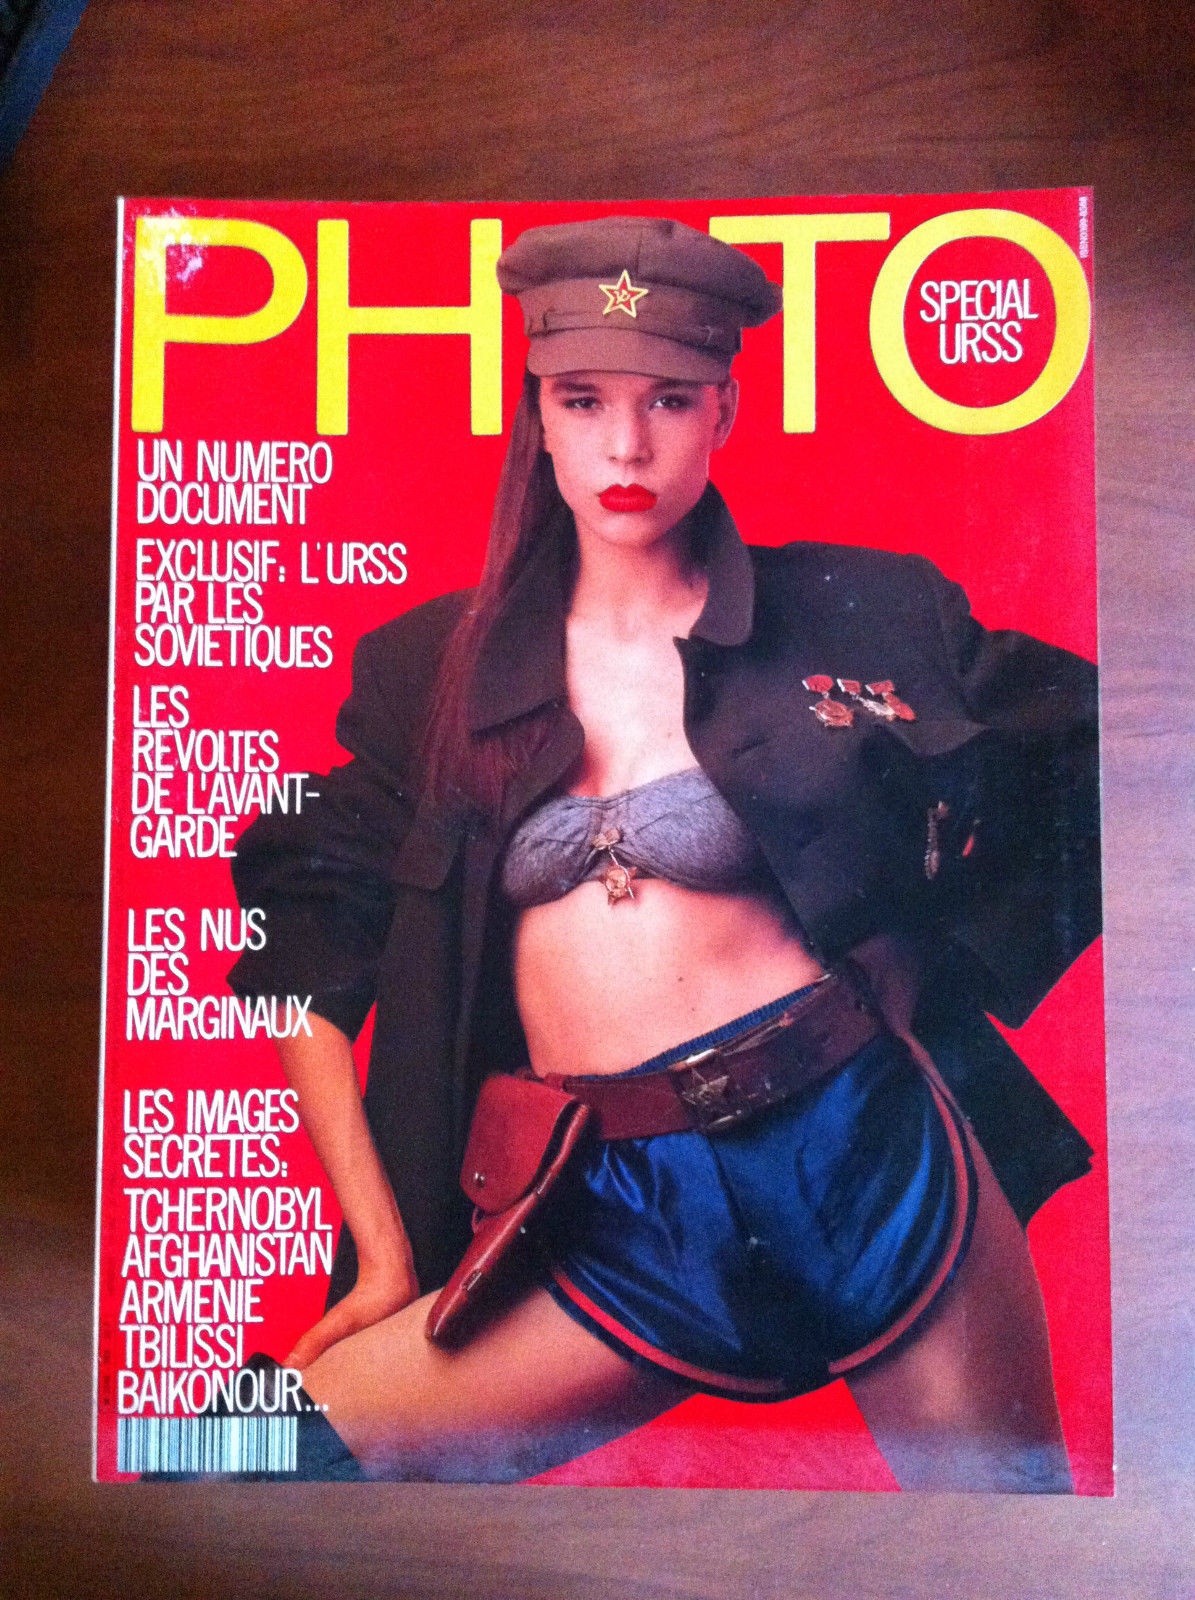 PHOTO
SPECIAL
URSS
UN NUMERO
DOCUMENT
EXCLUSIF: L'URSS
PAR LES
SOVIETIQUES
LES
REVOLTES
DE L'AVANT-
GARDE
LES NUS
DES
MARGINAUX
LES IMAGES
SECRETES:
TCHERNOBYL
AFGHANISTAN
ARMENIE
TBILISSI
BAIKONOUR...